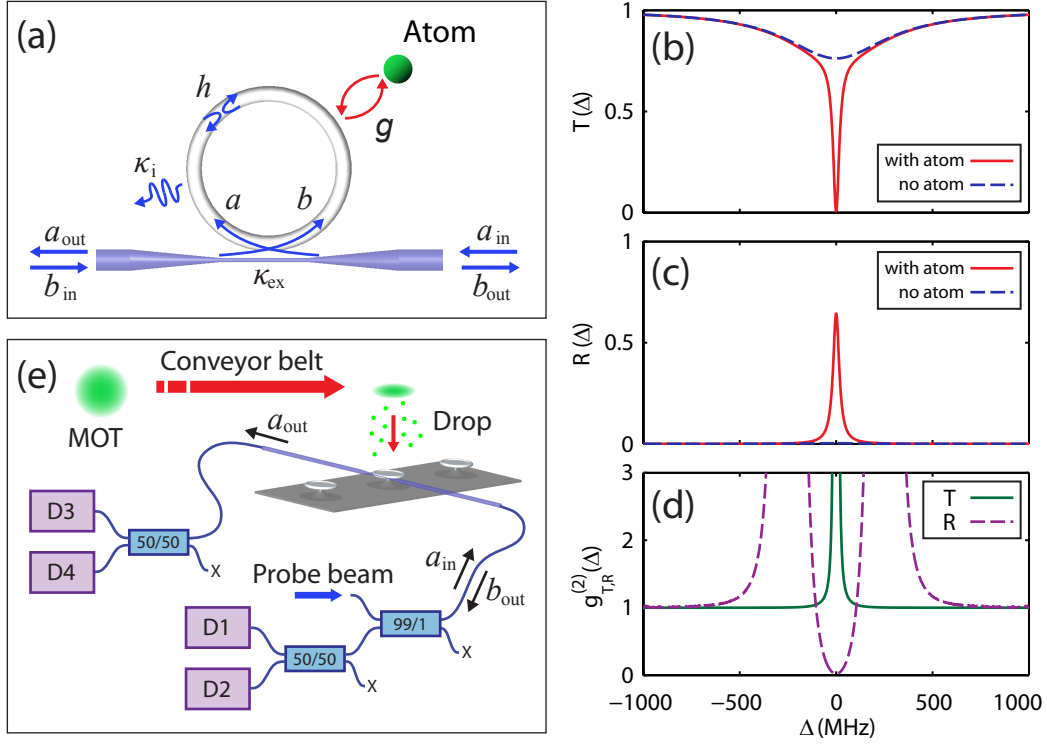 (a)
Atom
h
g
κi
a
b
aout
ain
bin
κex
bout
(e)
Conveyor belt
MOT
aout
Drop
D3
50/50
D4
x
ain
Probe beam
bout
D1
99/1
50/50
x
D2
x
(b)
1
T (Δ)
0.5
with atom
no atom
0
(c)
1
with atom
no atom
R (Δ)
0.5
0
(d)
3
T
R
g(2)T,R(Δ)
2
1
0
−1000 −500 0 500 1000
Δ (MHz)